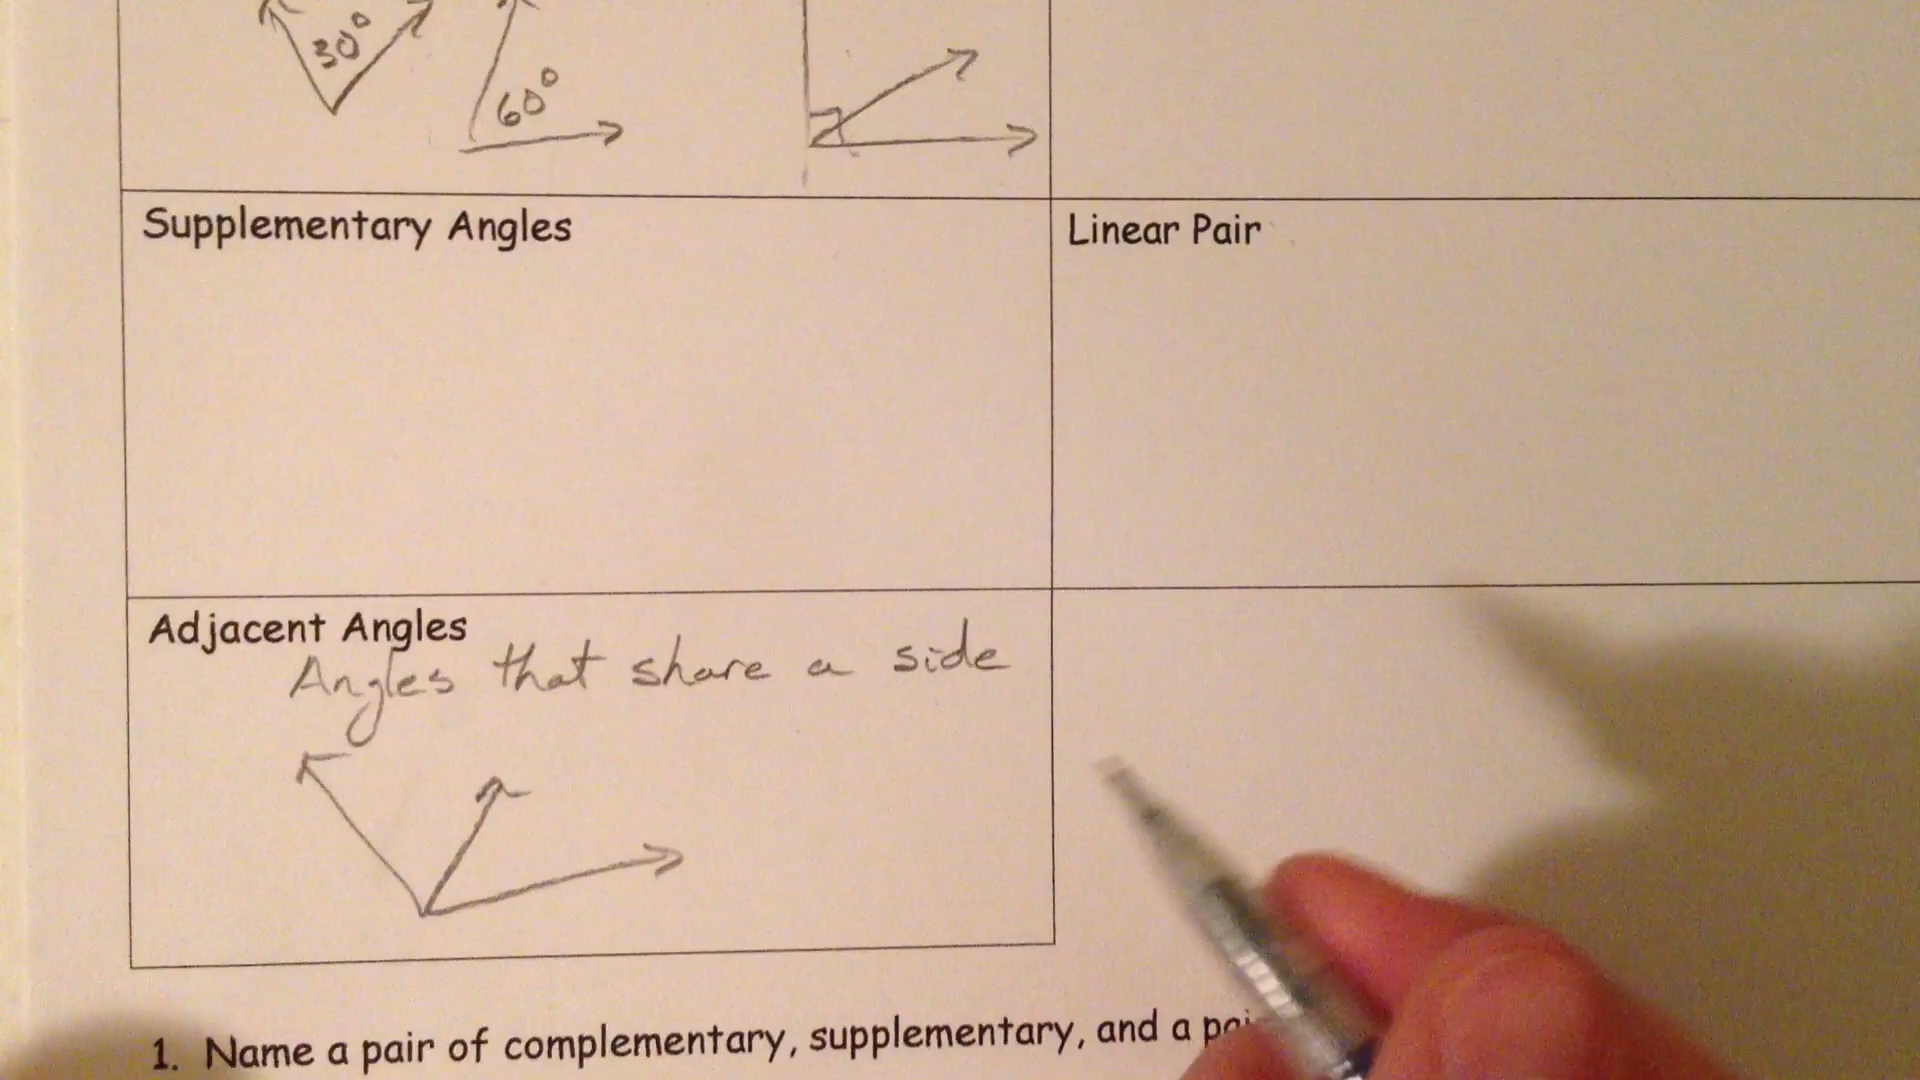 30°
60°
Supplementary Angles
Linear Pair
Adjacent Angles
Angles that share a side
1. Name a pair of complementary, supplementary, and a